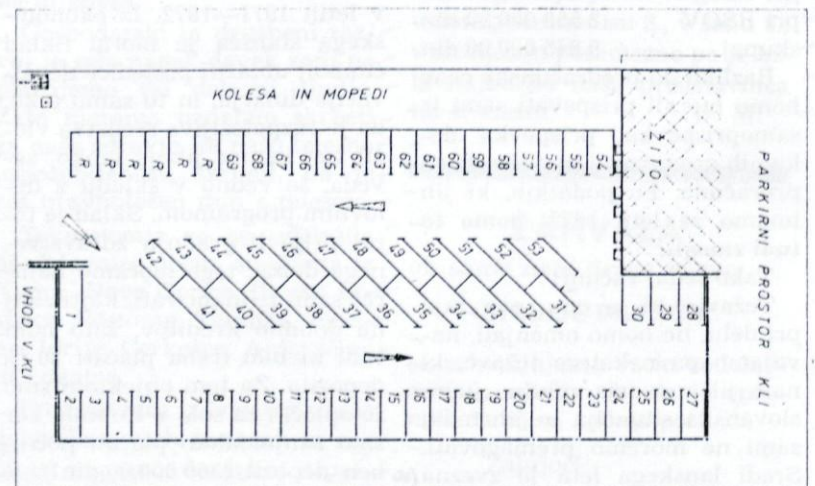 KOLESA IN MOPEDI
R R R R R R 69 68 67 66 65 64 63 62 61 60 59 58 57 56 55 54
ŽITO
PARKIRNI PROSTOR KLI
42 43 44 45 46 47 48 49 50 51 52 53
41 40 39 38 37 36 35 34 33 32 31
30 29 28
1
VHOD V KLI
2 3 4 5 6 7 8 9 10 11 12 13 14 15 16 17 18 19 20 21 22 23 24 25 26 27